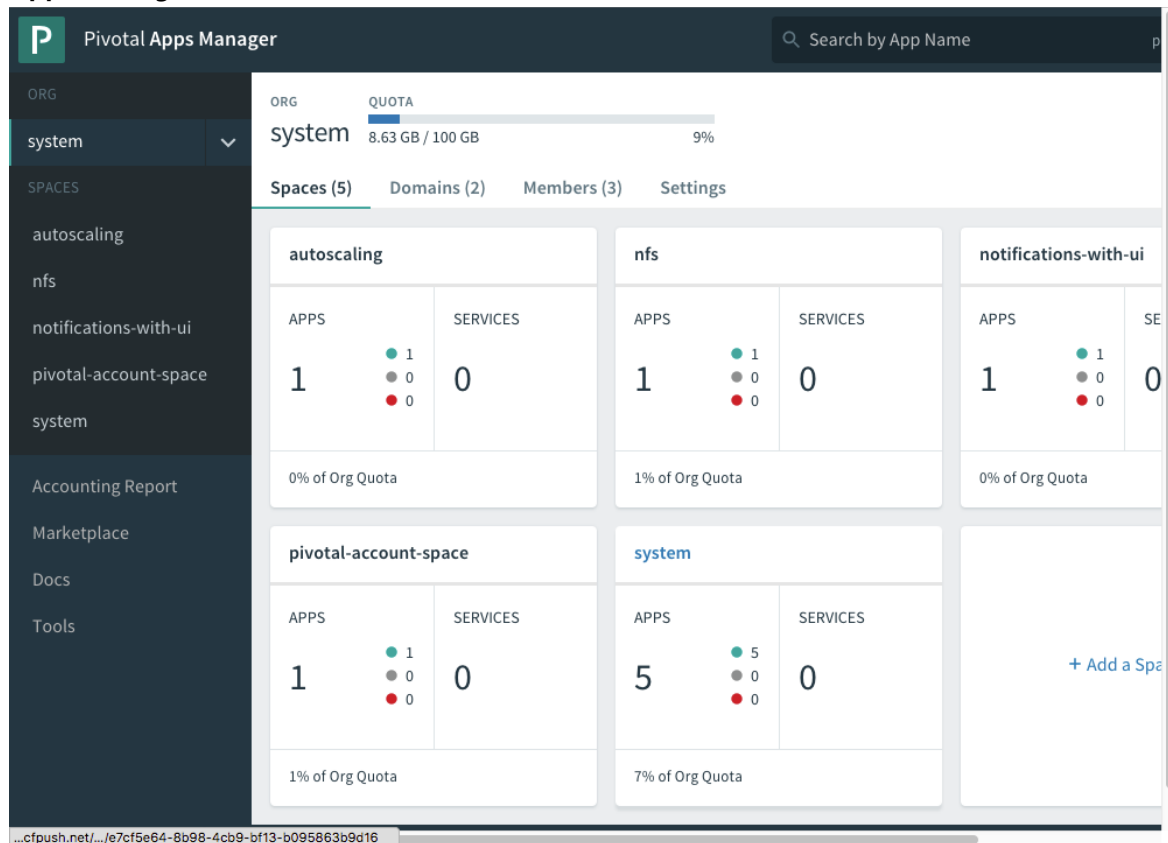 P Pivotal Apps Manager
Search by App Name
p
ORG
system
SPACES
autoscaling
nfs
notifications-with-ui
pivotal-account-space
system
Accounting Report
Marketplace
Docs
Tools
ORG QUOTA
system 8.63 GB / 100 GB 9%
Spaces (5) Domains (2) Members (3) Settings
autoscaling
APPS SERVICES
1 1 0 0 0
0% of Org Quota
nfs
APPS SERVICES
1 1 0 0 0
1% of Org Quota
notifications-with-ui
APPS SE
1 1 0 0 0
0% of Org Quota
pivotal-account-space
APPS SERVICES
1 1 0 0 0
1% of Org Quota
system
APPS SERVICES
5 5 0 0 0
7% of Org Quota
+ Add a Spa
...cfpush.net/.../e7cf5e64-8b98-4cb9-bf13-b095863b9d16